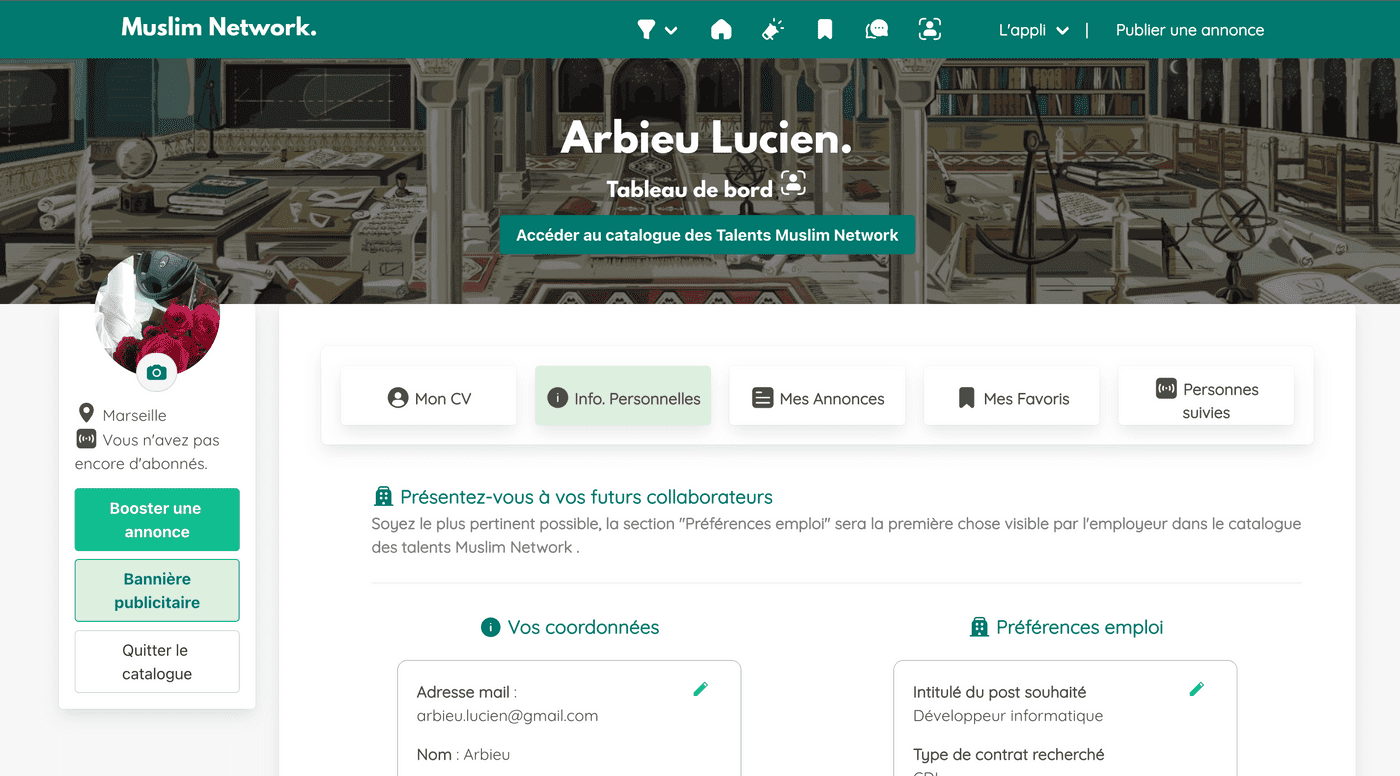 Muslim Network.
L'appli
|
Publier une annonce
Arbieu Lucien.
Tableau de bord
Accéder au catalogue des Talents Muslim Network
Marseille
Vous n'avez pas
encore d'abonnés.
Booster une
annonce
Bannière
publicitaire
Quitter le
catalogue
Mon CV
Info. Personnelles
Mes Annonces
Mes Favoris
Personnes
suivies
Présentez-vous à vos futurs collaborateurs
Soyez le plus pertinent possible, la section "Préférences emploi" sera la première chose visible par l'employeur dans le catalogue
des talents Muslim Network .
Vos coordonnées
Adresse mail :
arbieu.lucien@gmail.com
Nom : Arbieu
Préférences emploi
Intitulé du post souhaité
Développeur informatique
Type de contrat recherché
CDI